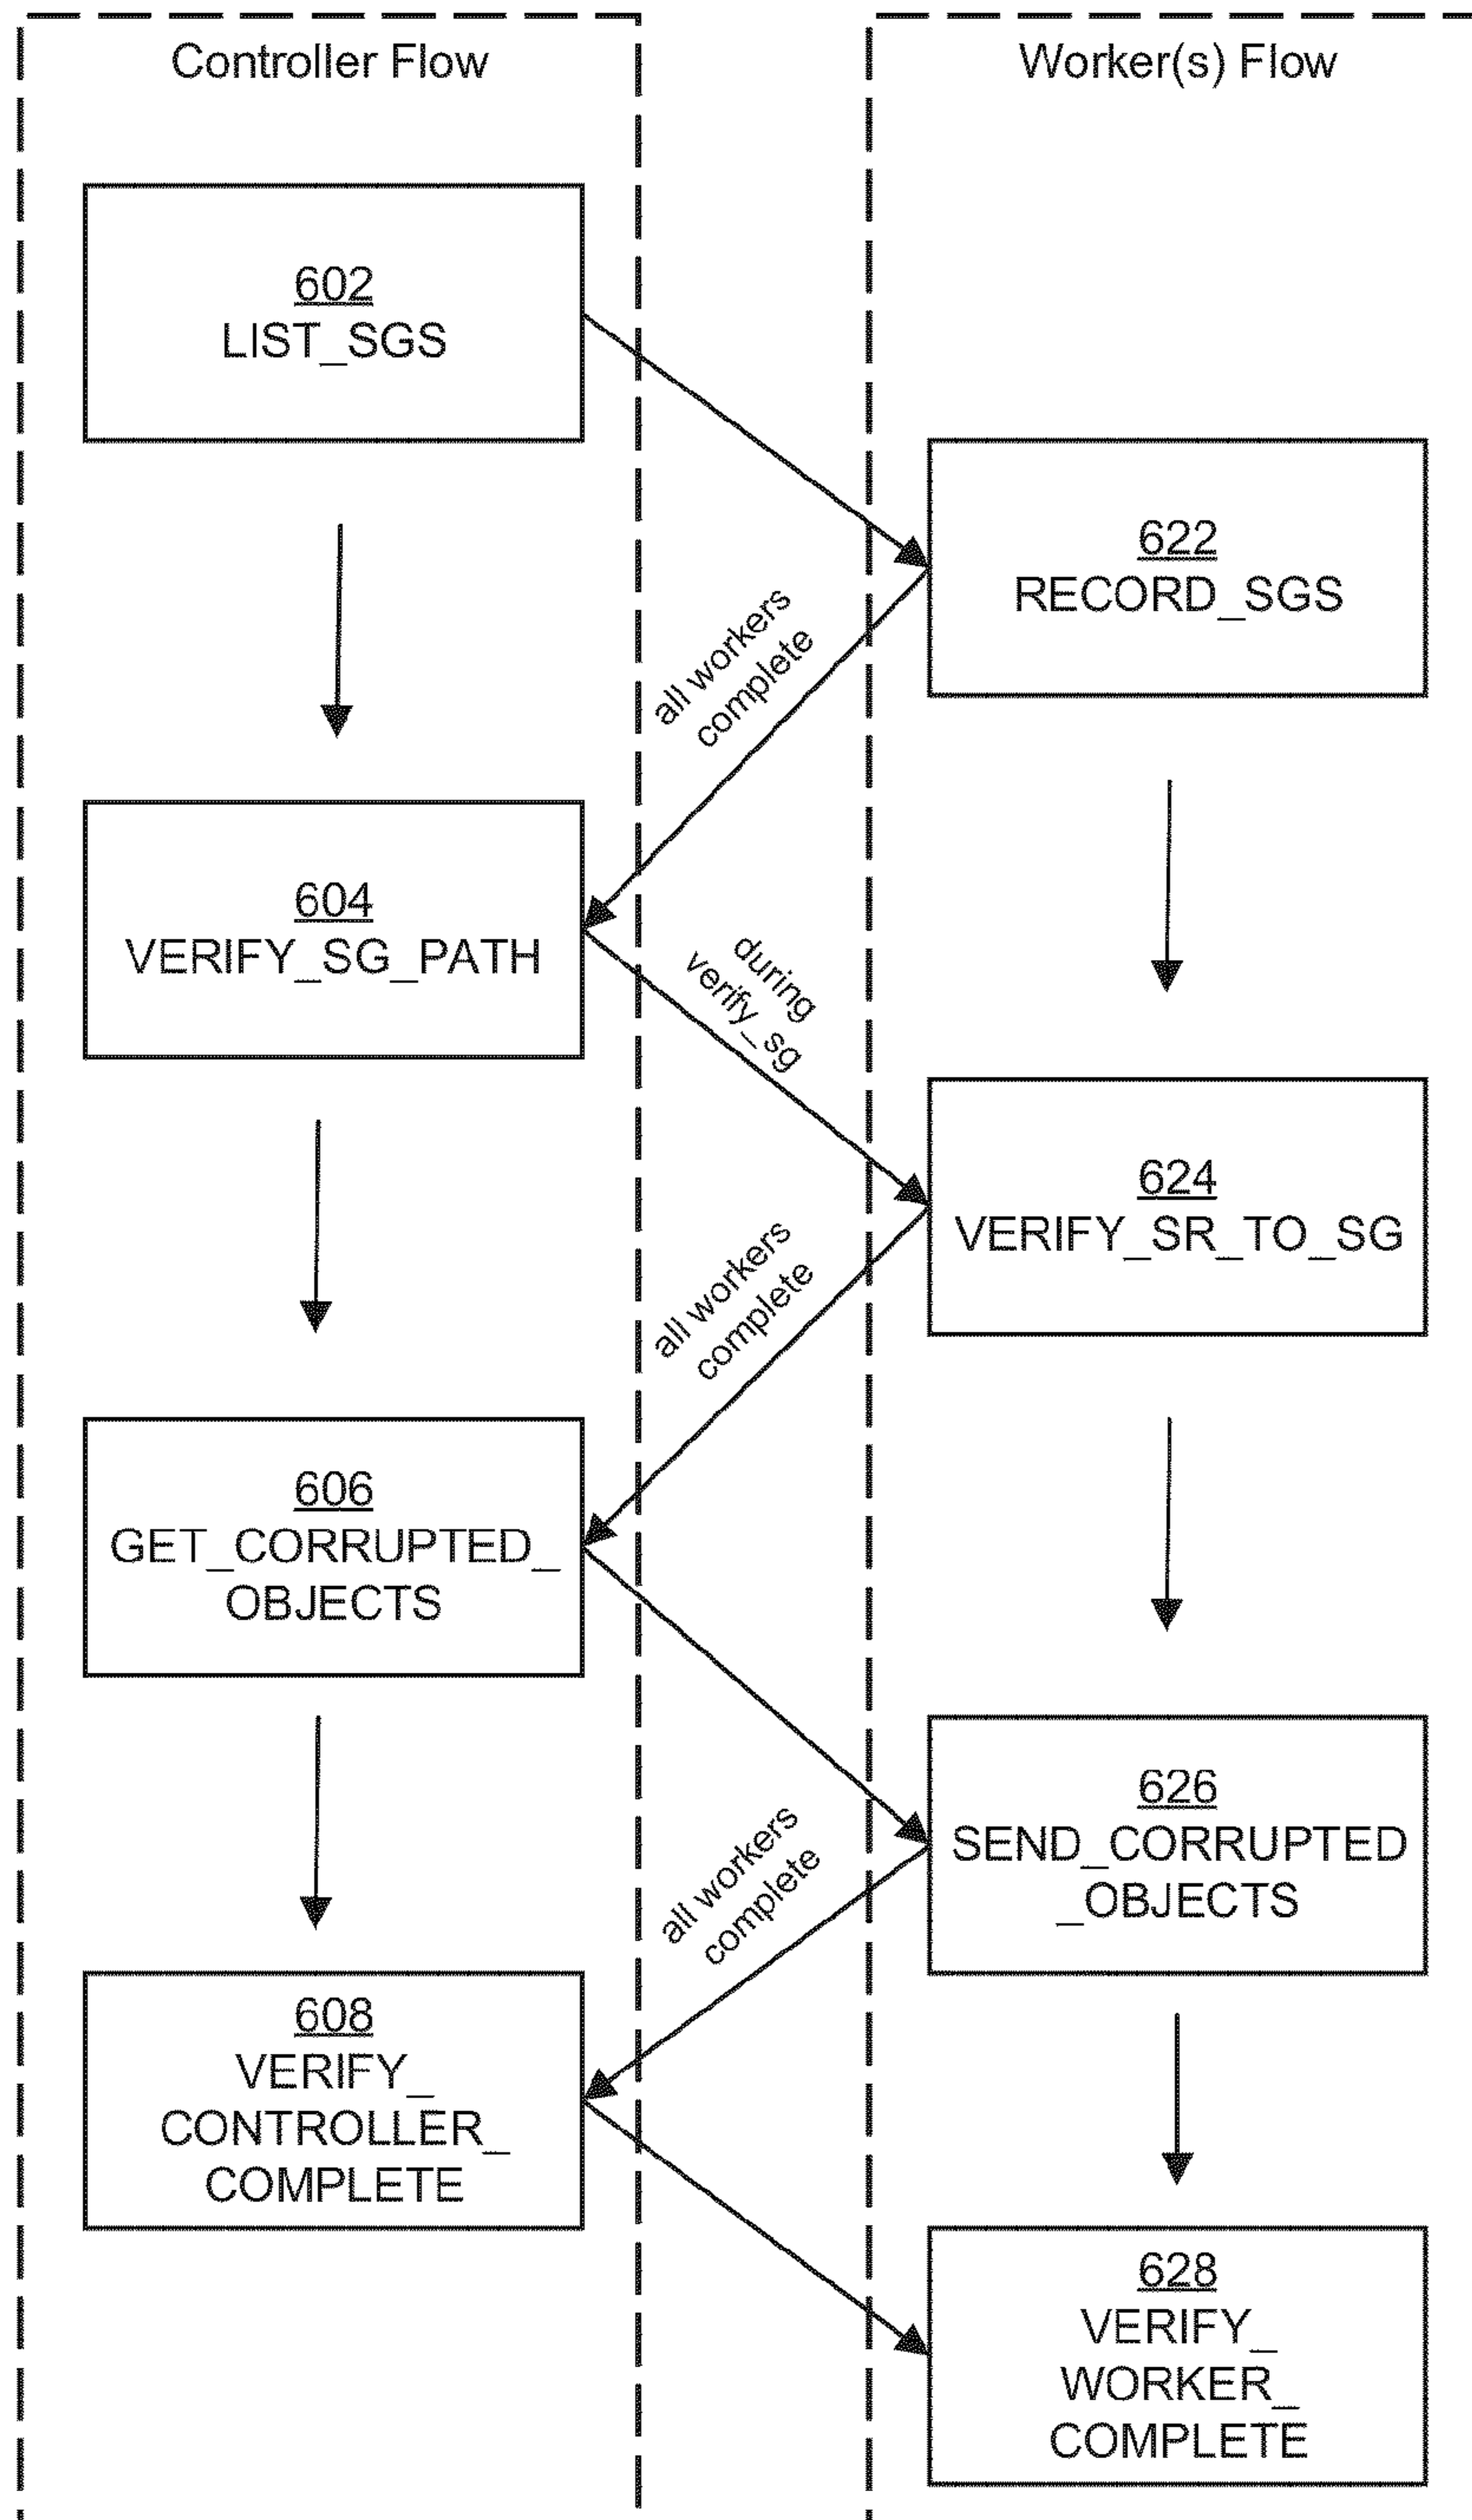 Controller Flow
Worker(s) Flow
602
LIST_SGS
622
RECORD_SGS
all workers
complete
604
VERIFY_SG_PATH
during
verify_sg
624
VERIFY_SR_TO_SG
all workers
complete
606
GET_CORRUPTED_
OBJECTS
626
SEND_CORRUPTED
_OBJECTS
all workers
complete
608
VERIFY_
CONTROLLER_
COMPLETE
628
VERIFY_
WORKER_
COMPLETE